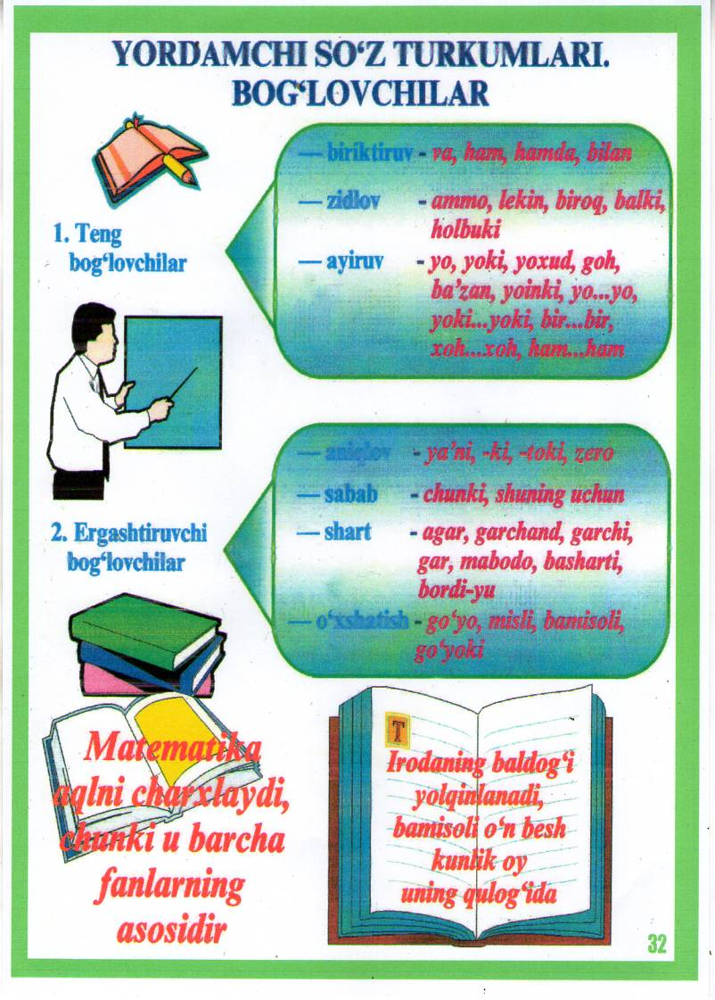 YORDAMCHI SO‘Z TURKUMLARI.
BOG‘LOVCHILAR
1. Teng
bog‘lovchilar
— biriktiruv - va, ham, hamda, bilan
— zidlov - ammo, lekin, biroq, balki,
holbuki
— ayiruv - yo, yoki, yoxud, goh,
ba’zan, yoinki, yo...yo,
yoki...yoki, bir...bir,
xoh...xoh, ham...ham
2. Ergashtiruvchi
bog‘lovchilar
— aniqlov - ya’ni, -ki, -toki, zero
— sabab - chunki, shuning uchun
— shart - agar, garchand, garchi,
gar, mabodo, basharti,
bordi-yu
— o‘xshatish - go‘yo, misli, bamisoli,
go‘yoki
Matematika
aqlni charxlaydi,
chunki u barcha
fanlarning
asosidir
T
Irodaning baldog‘i
yolqinlanadi,
bamisoli o‘n besh
kunlik oy
uning qulog‘ida
32